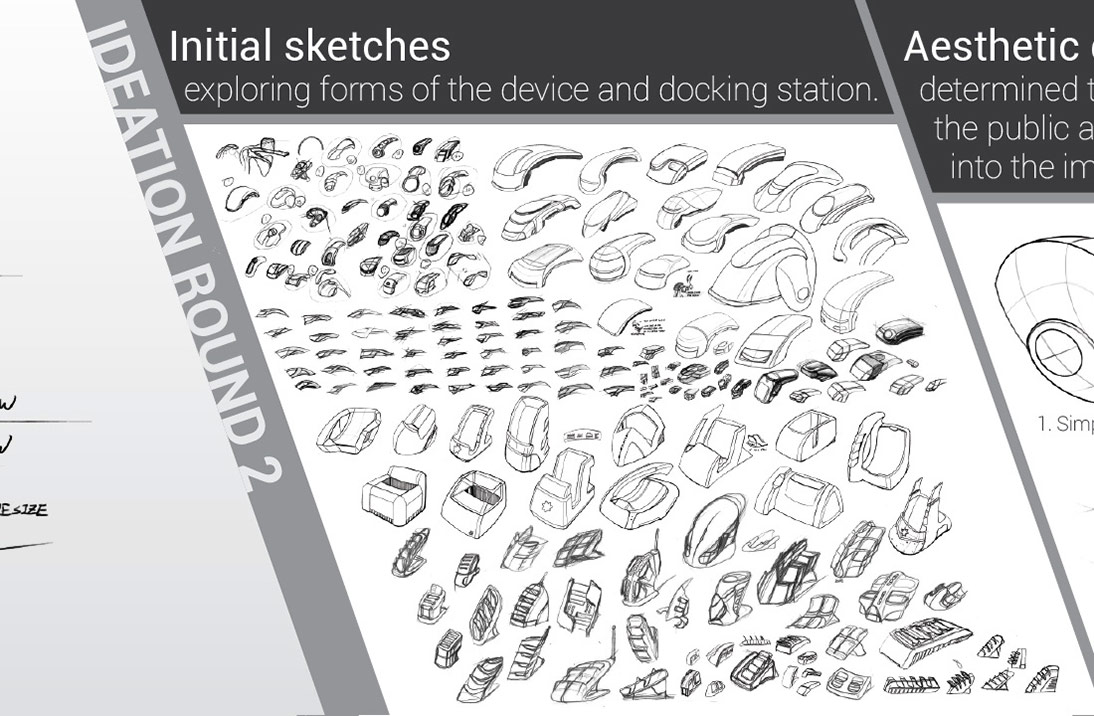 W
W
ESIZE
IDEATION ROUND 2
Initial sketches
exploring forms of the device and docking station.
Aesthetic
determined t
the public a
into the im
1. Simp